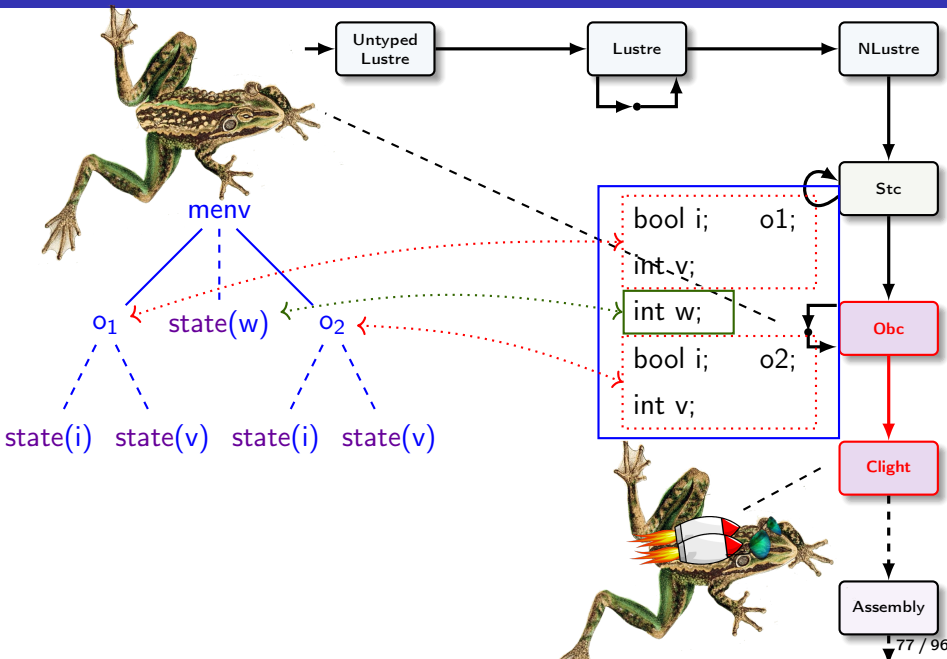 Untyped
Lustre
Lustre
NLustre
Stc
menv
bool i; o1;
int v;
o₁
state(w)
o₂
int w;
Obc
bool i; o2;
int v;
state(i) state(v) state(i) state(v)
Clight
Assembly
77 / 96